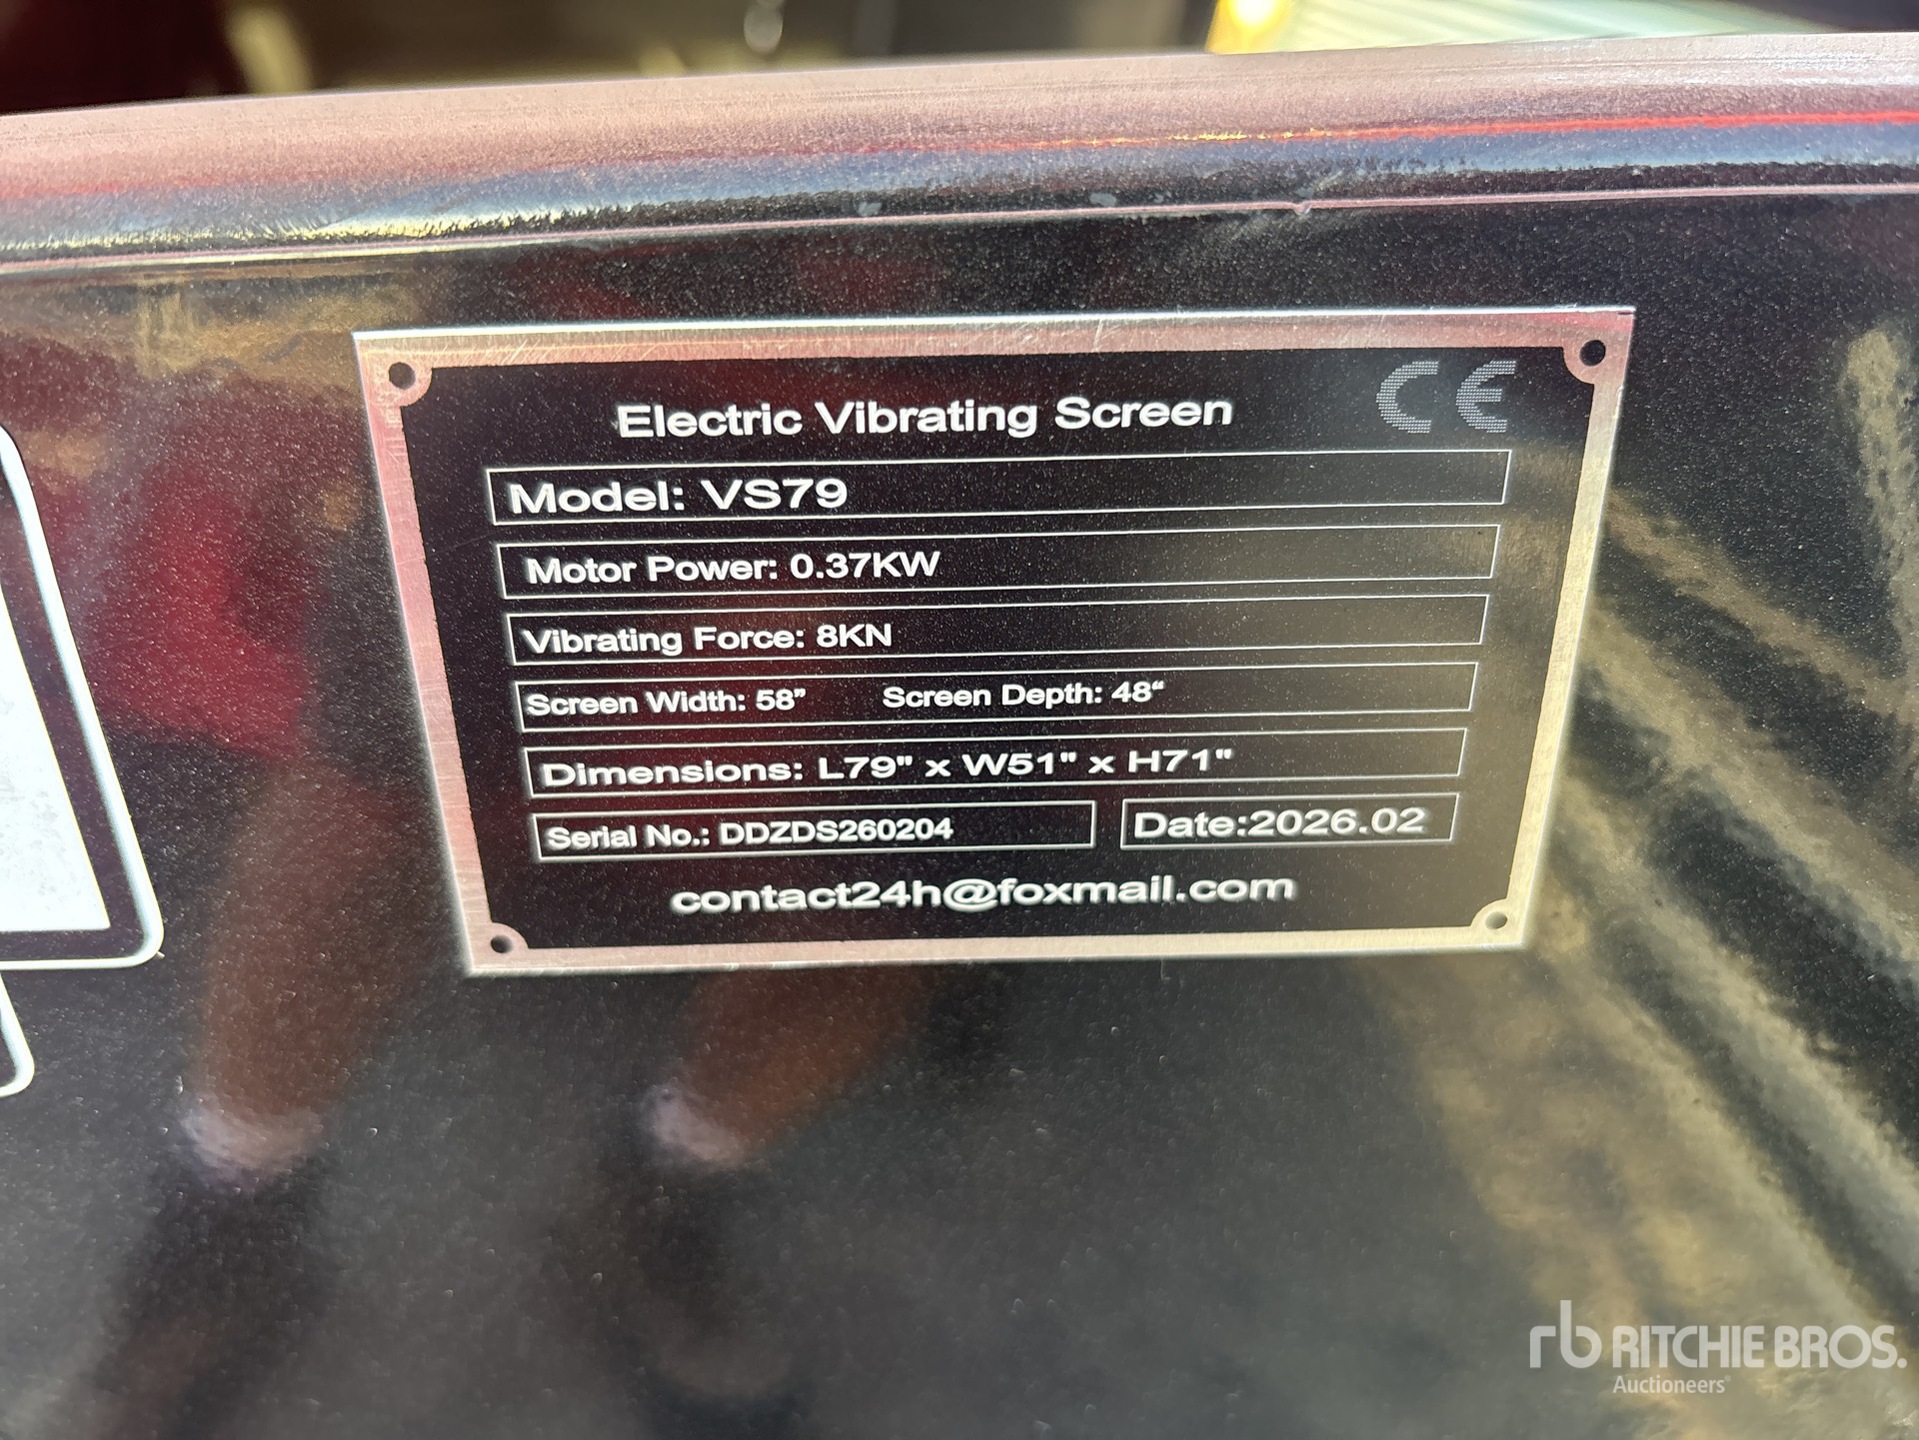 CE
Electric Vibrating Screen
Model: VS79
Motor Power: 0.37KW
Vibrating Force: 8KN
Screen Width: 58” Screen Depth: 48“
Dimensions: L79" x W51" x H71"
Serial No.: DDZDS260204 Date:2026.02
contact24h@foxmail.com
rb RITCHIE BROS.
Auctioneers